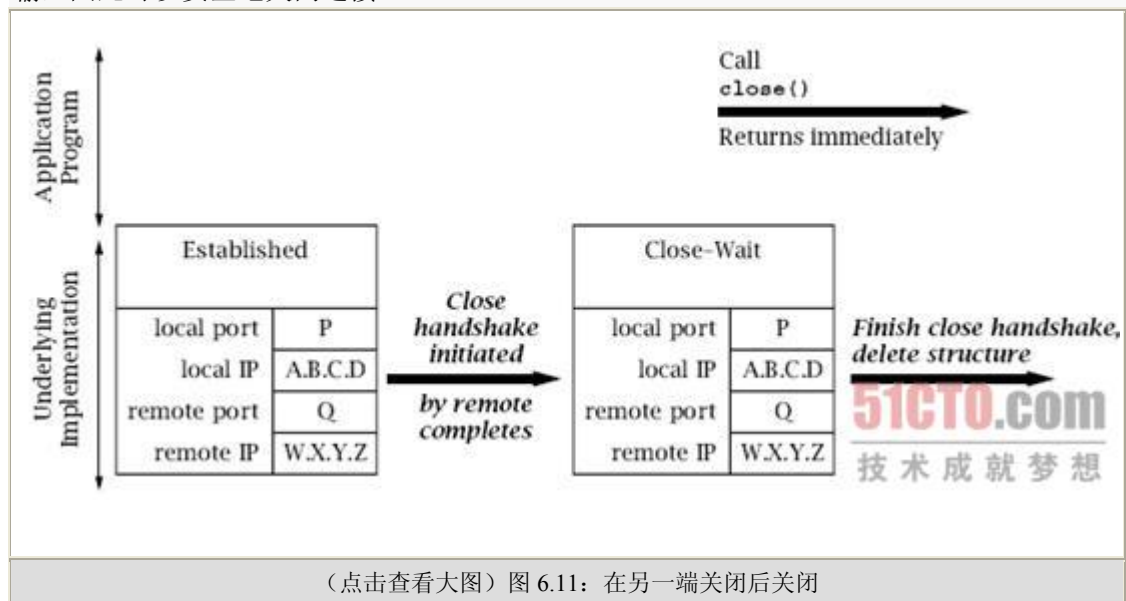 Application
Program
Call
close()
Returns immediately
Underlying
Implementation
Established
local port P
local IP A.B.C.D
remote port Q
remote IP W.X.Y.Z
Close
handshake
initiated
by remote
completes
Close-Wait
local port P
local IP A.B.C.D
remote port Q
remote IP W.X.Y.Z
Finish close handshake,
delete structure
51CTO.com
技术成就梦想
（点击查看大图）图 6.11：在另一端关闭后关闭